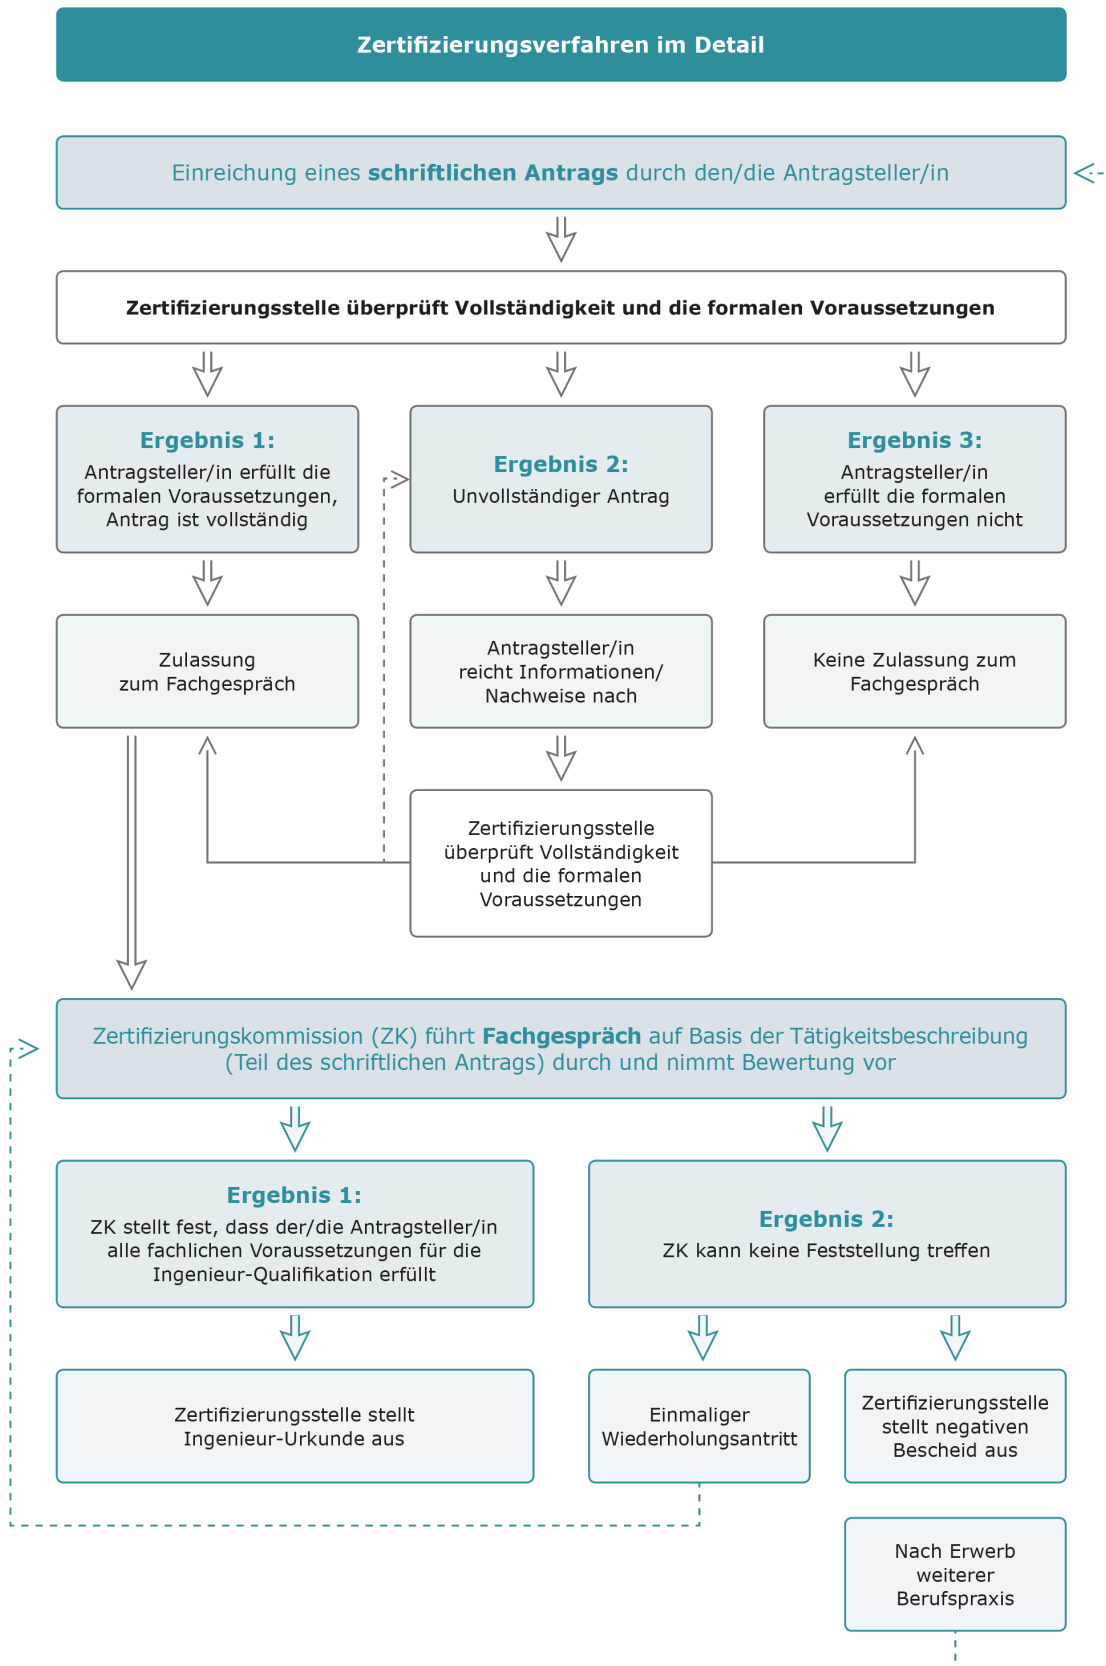 Zertifizierungsverfahren im Detail
Einreichung eines schriftlichen Antrags durch den/die Antragsteller/in
Zertifizierungsstelle überprüft Vollständigkeit und die formalen Voraussetzungen
Ergebnis 1:
Antragsteller/in erfüllt die
formalen Voraussetzungen,
Antrag ist vollständig
Ergebnis 2:
Unvollständiger Antrag
Ergebnis 3:
Antragsteller/in
erfüllt die formalen
Voraussetzungen nicht
Zulassung
zum Fachgespräch
Antragsteller/in
reicht Informationen/
Nachweise nach
Keine Zulassung zum
Fachgespräch
Zertifizierungsstelle
überprüft Vollständigkeit
und die formalen
Voraussetzungen
Zertifizierungskommission (ZK) führt Fachgespräch auf Basis der Tätigkeitsbeschreibung
(Teil des schriftlichen Antrags) durch und nimmt Bewertung vor
Ergebnis 1:
ZK stellt fest, dass der/die Antragsteller/in
alle fachlichen Voraussetzungen für die
Ingenieur-Qualifikation erfüllt
Ergebnis 2:
ZK kann keine Feststellung treffen
Zertifizierungsstelle stellt
Ingenieur-Urkunde aus
Einmaliger
Wiederholungsantritt
Zertifizierungsstelle
stellt negativen
Bescheid aus
Nach Erwerb
weiterer
Berufspraxis